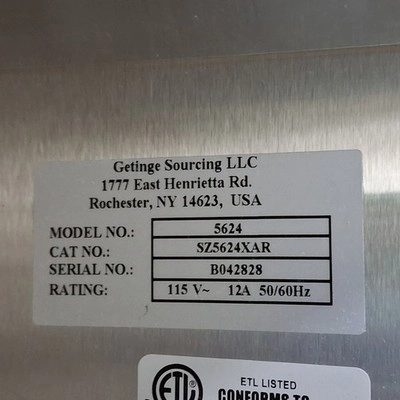 Getinge Sourcing LLC
1777 East Henrietta Rd.
Rochester, NY 14623, USA
MODEL NO.: 5624
CAT NO.: SZ5624XAR
SERIAL NO.: B042828
RATING: 115 V~ 12A 50/60Hz
ETL LISTED
CONFORMS TO
ETL